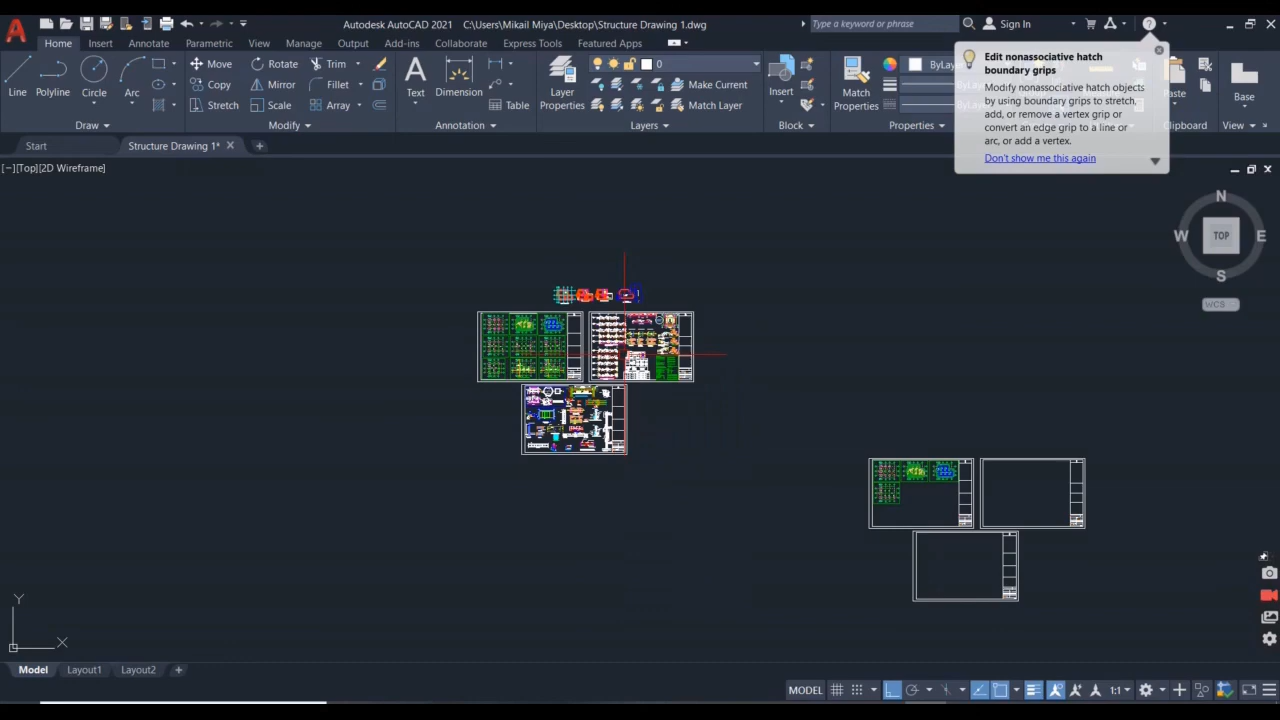 Autodesk AutoCAD 2021 C:\Users\Mikail Miya\Desktop\Structure Drawing 1.dwg
Type a keyword or phrase
Sign In
Home Insert Annotate Parametric View Manage Output Add-ins Collaborate Express Tools Featured Apps
Line
Polyline
Circle
Arc
Move
Rotate
Trim
Copy
Mirror
Fillet
Stretch
Scale
Array
Text
Dimension
Table
Layer
Properties
0
Make Current
Match Layer
Insert
Match
Properties
ByLay
Paste
Base
Draw
Modify
Annotation
Layers
Block
Properties
Clipboard
View
Edit nonassociative hatch
boundary grips
Modify nonassociative hatch objects
by using boundary grips to stretch,
add, or remove a vertex grip or
convert an edge grip to a line or
arc, or add a vertex.
Don't show me this again
Start
Structure Drawing 1*
[−][Top][2D Wireframe]
N
W TOP E
S
WCS
Y
X
Model Layout1 Layout2
MODEL
1:1